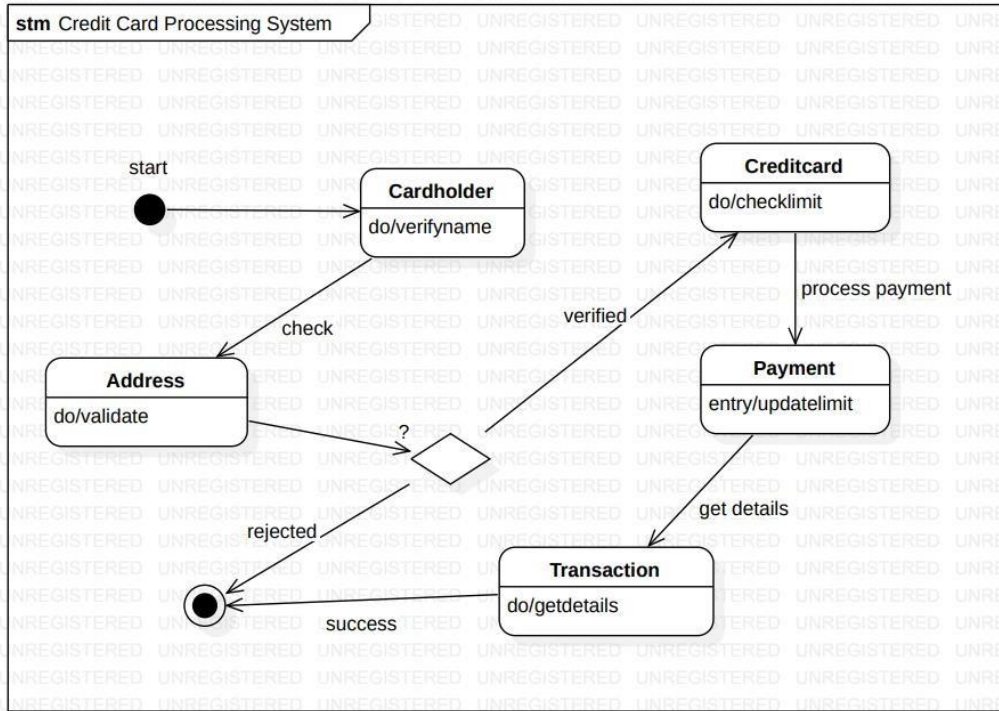 stm Credit Card Processing System
start
Cardholder
do/verifyname
Creditcard
do/checklimit
process payment
verified
check
Address
do/validate
Payment
entry/updatelimit
?
get details
rejected
Transaction
do/getdetails
success
UNREGISTERED